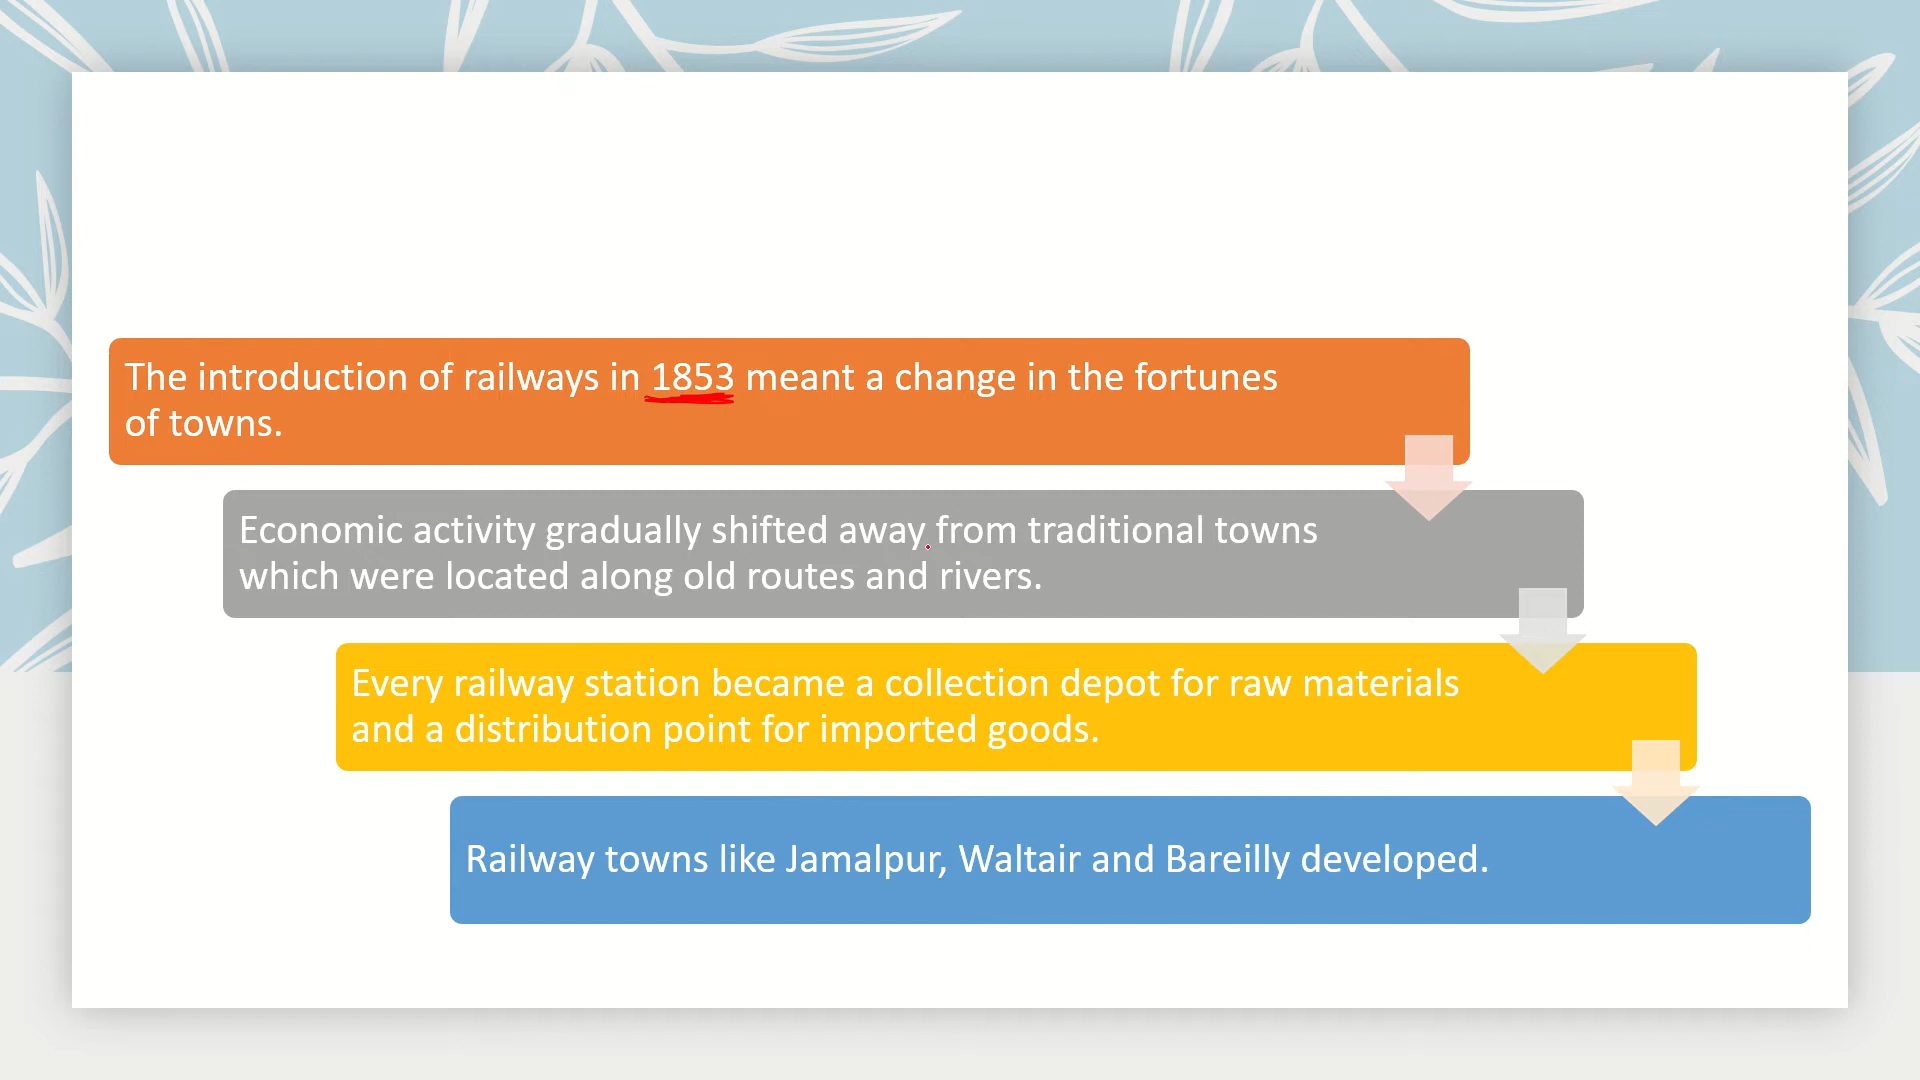 The introduction of railways in 1853 meant a change in the fortunes
of towns.
Economic activity gradually shifted away from traditional towns
which were located along old routes and rivers.
Every railway station became a collection depot for raw materials
and a distribution point for imported goods.
Railway towns like Jamalpur, Waltair and Bareilly developed.